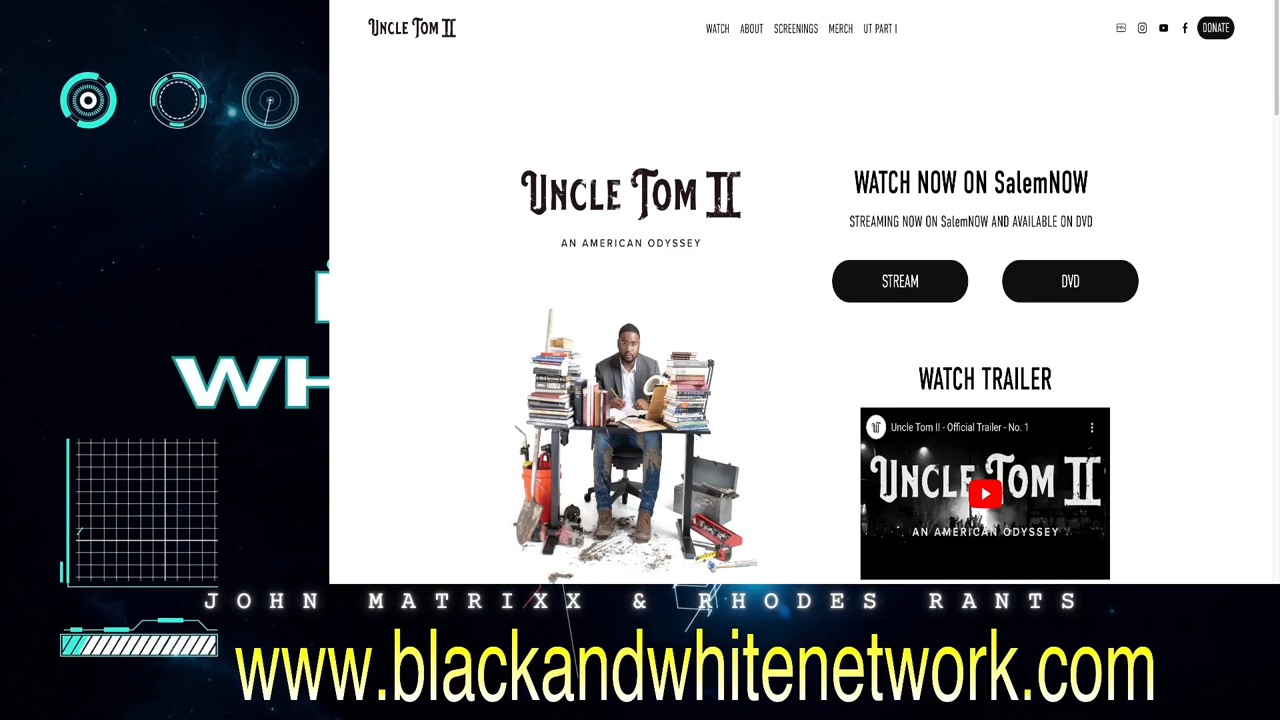 UNCLE TOM II
WATCH ABOUT SCREENINGS MERCH UT PART I
DONATE
UNCLE TOM II
AN AMERICAN ODYSSEY
WATCH NOW ON SalemNOW
STREAMING NOW ON SalemNOW AND AVAILABLE ON DVD
STREAM DVD
WATCH TRAILER
UT Uncle Tom II - Official Trailer - No. 1
UNCLE TOM II
AN AMERICAN ODYSSEY
WH
JOHN MATRIXX & RHODES RANTS
www.blackandwhitenetwork.com